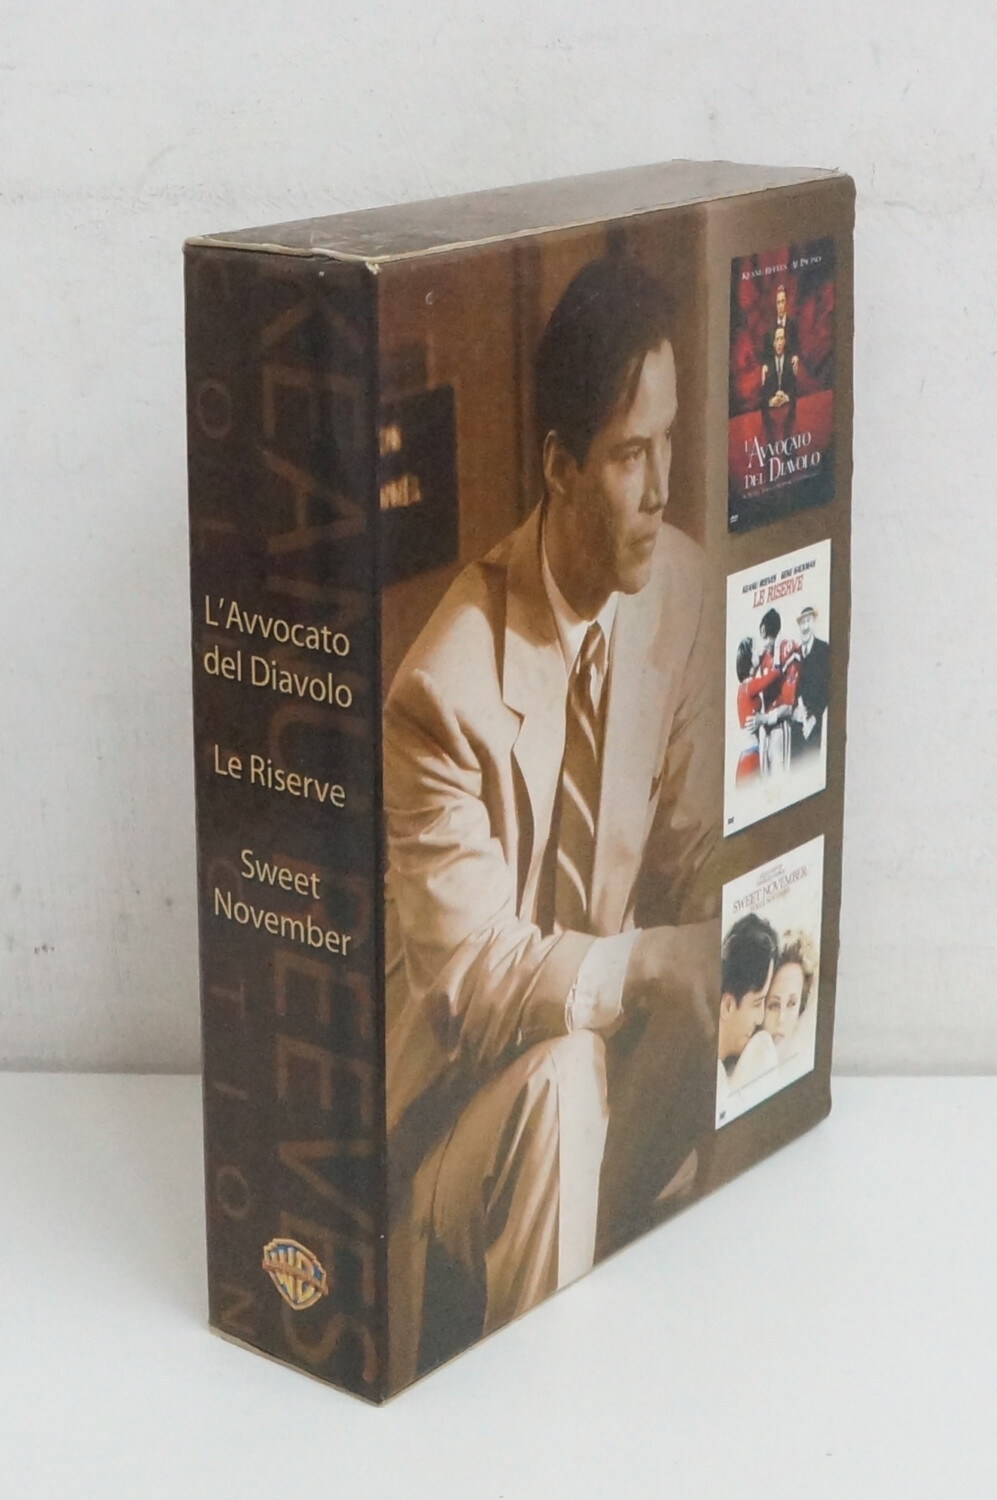 KEANU REEVES
COLLECTION
L'Avvocato
del Diavolo
Le Riserve
Sweet
November
WB
KEANU REEVES AL PACINO
L'AVVOCATO
DEL DIAVOLO
KEANU REEVES GENE HACKMAN
LE RISERVE
SWEET NOVEMBER